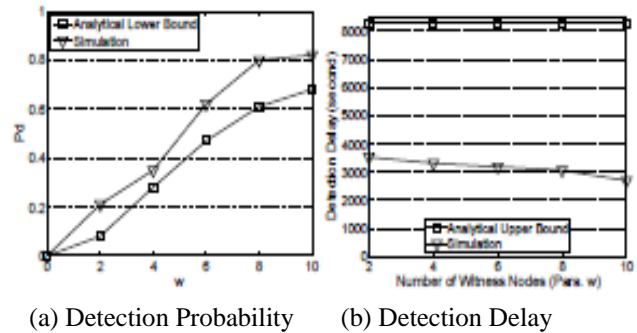 Analytical Lower Bound
Simulation
1
0.8
0.6
0.4
0.2
0
Pd
0 2 4 6 8 10
w
(a) Detection Probability
8000
7000
6000
5000
4000
3000
2000
1000
0
Detection Delay (second)
Analytical Upper Bound
Simulation
2 4 6 8 10
Number of Witness Nodes (Para. w)
(b) Detection Delay